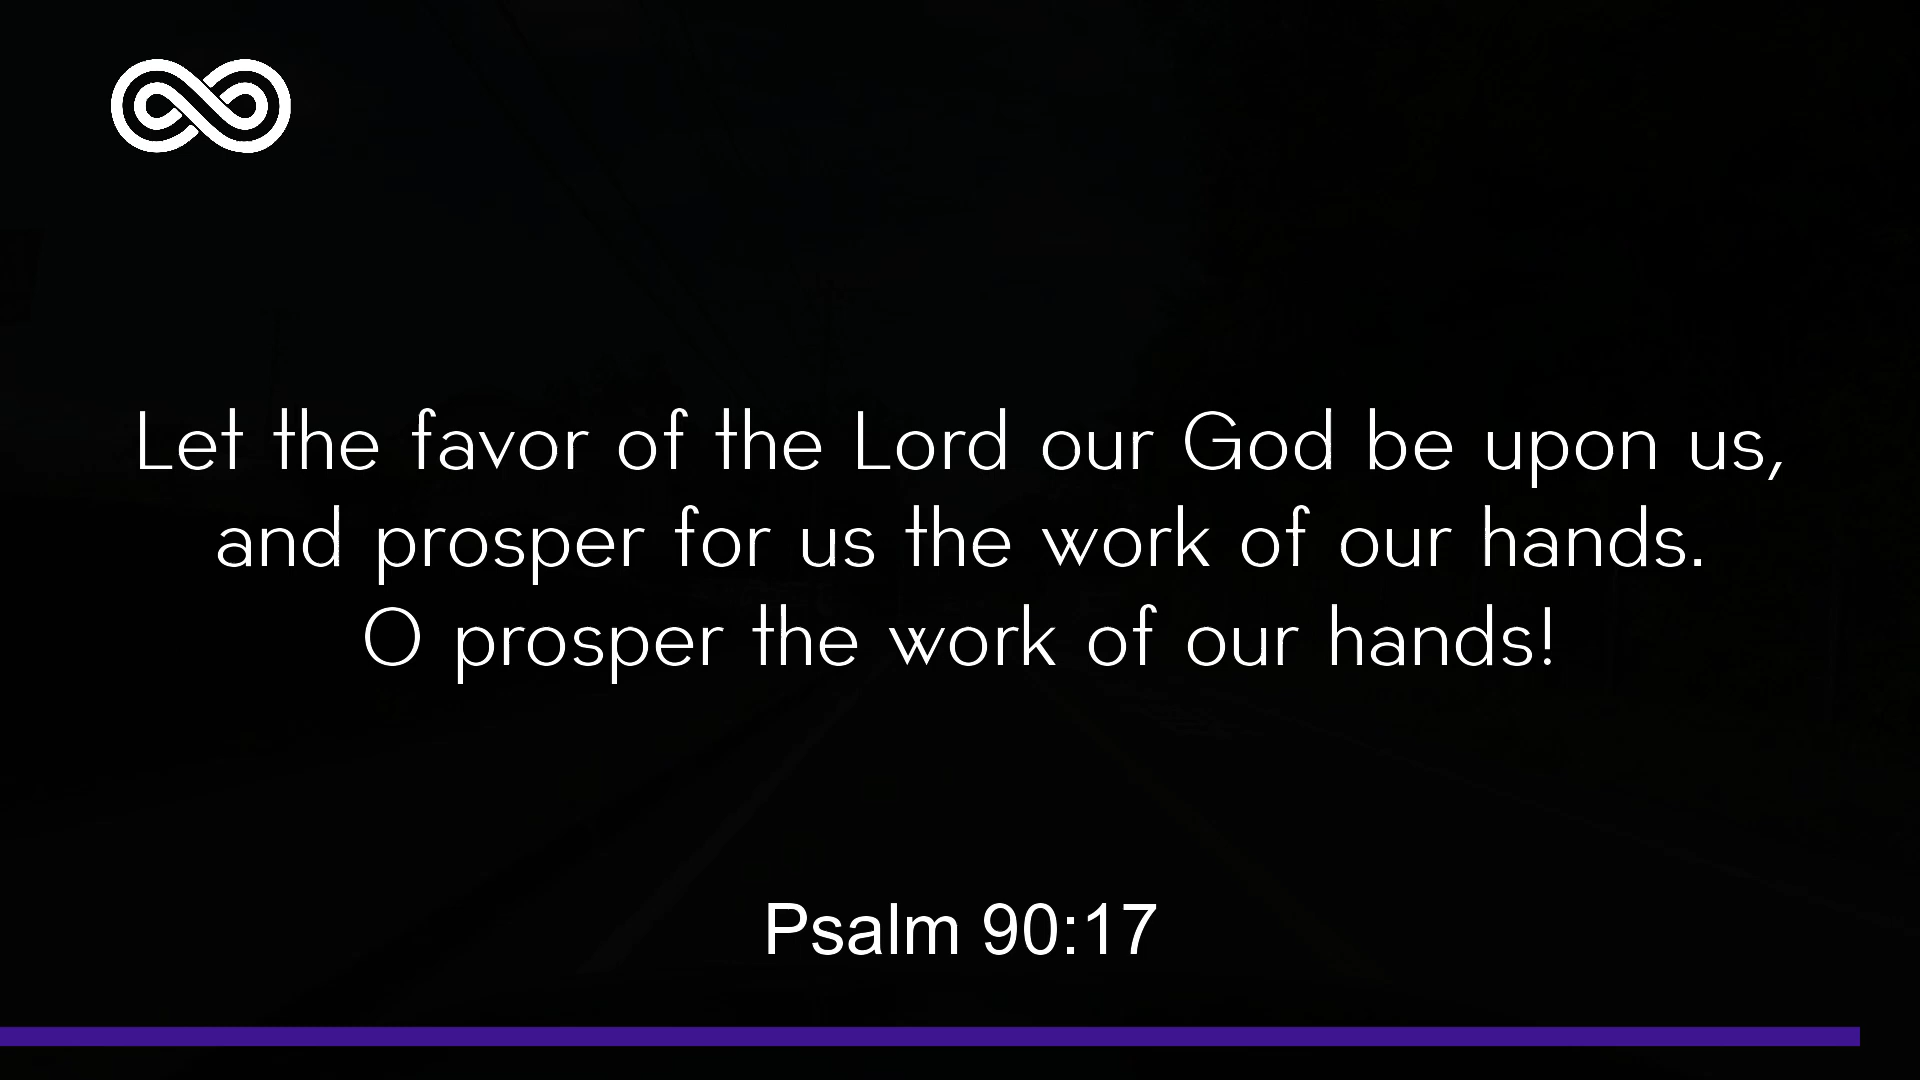 Let the favor of the Lord our God be upon us,
and prosper for us the work of our hands.
O prosper the work of our hands!
Psalm 90:17